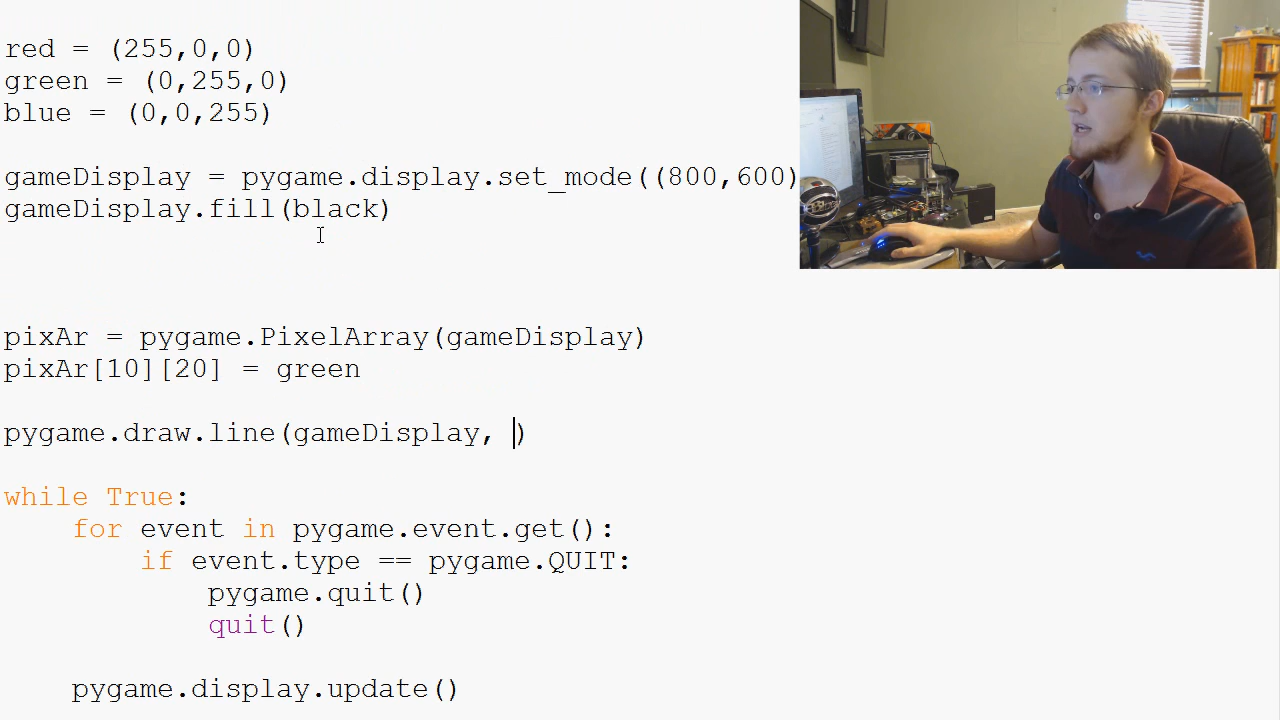 red = (255,0,0)
green = (0,255,0)
blue = (0,0,255)
gameDisplay = pygame.display.set_mode((800,600)
gameDisplay.fill(black)
pixAr = pygame.PixelArray(gameDisplay)
pixAr[10][20] = green
pygame.draw.line(gameDisplay, )
while True:
    for event in pygame.event.get():
        if event.type == pygame.QUIT:
            pygame.quit()
            quit()
    pygame.display.update()